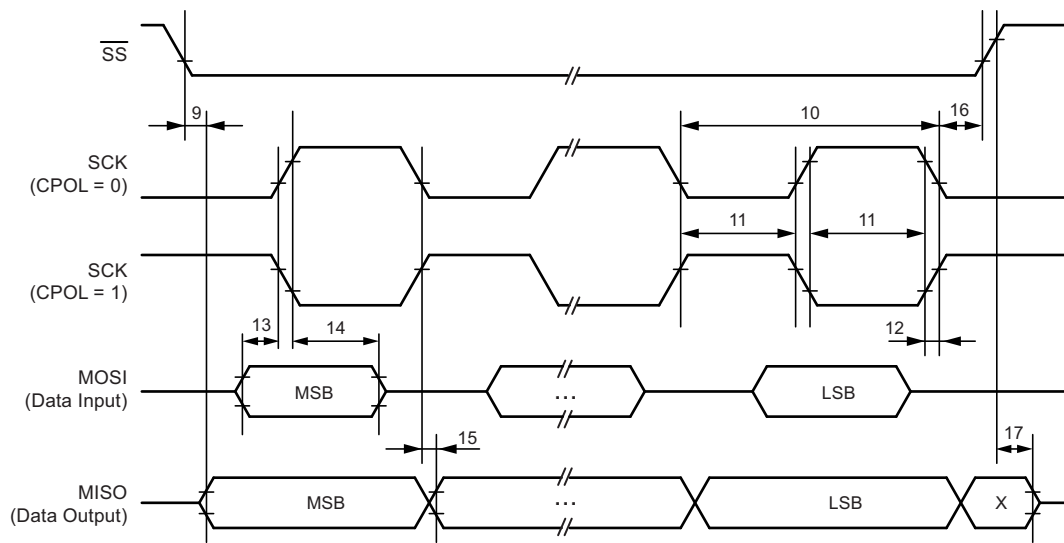 SS
9
10
16
SCK
(CPOL = 0)
11
11
SCK
(CPOL = 1)
13
14
12
MOSI
(Data Input)
MSB
...
LSB
15
17
MISO
(Data Output)
MSB
...
LSB
X